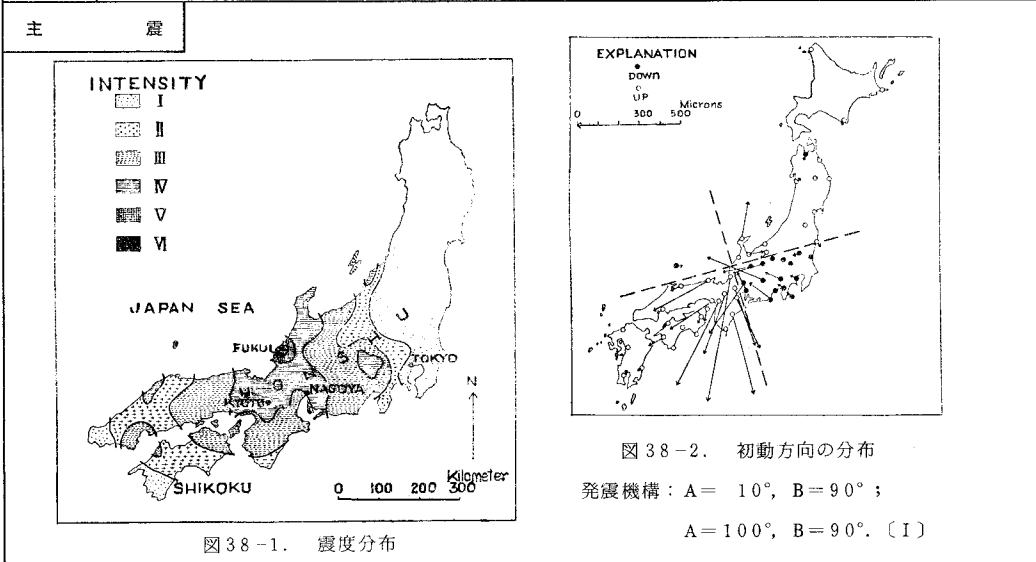 主 震
INTENSITY
I
II
III
IV
V
VI
JAPAN SEA
FUKUI
KYOTO
NAGOYA
TOKYO
SHIKOKU
N
Kilometer
0 100 200 300
図38-1. 震度分布
EXPLANATION
DOWN
UP
0 300 500 Microns
図38-2. 初動方向の分布
発震機構：A＝ 10°, B＝90°；
A＝100°, B＝90°.〔I〕